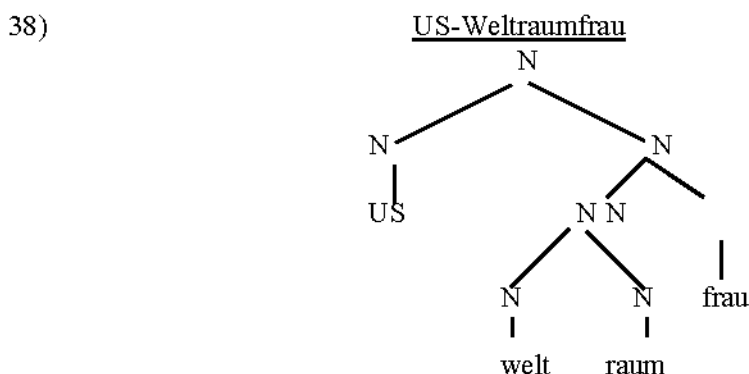 38) US-Weltraumfrau
N
N N
US N N
N N frau
welt raum